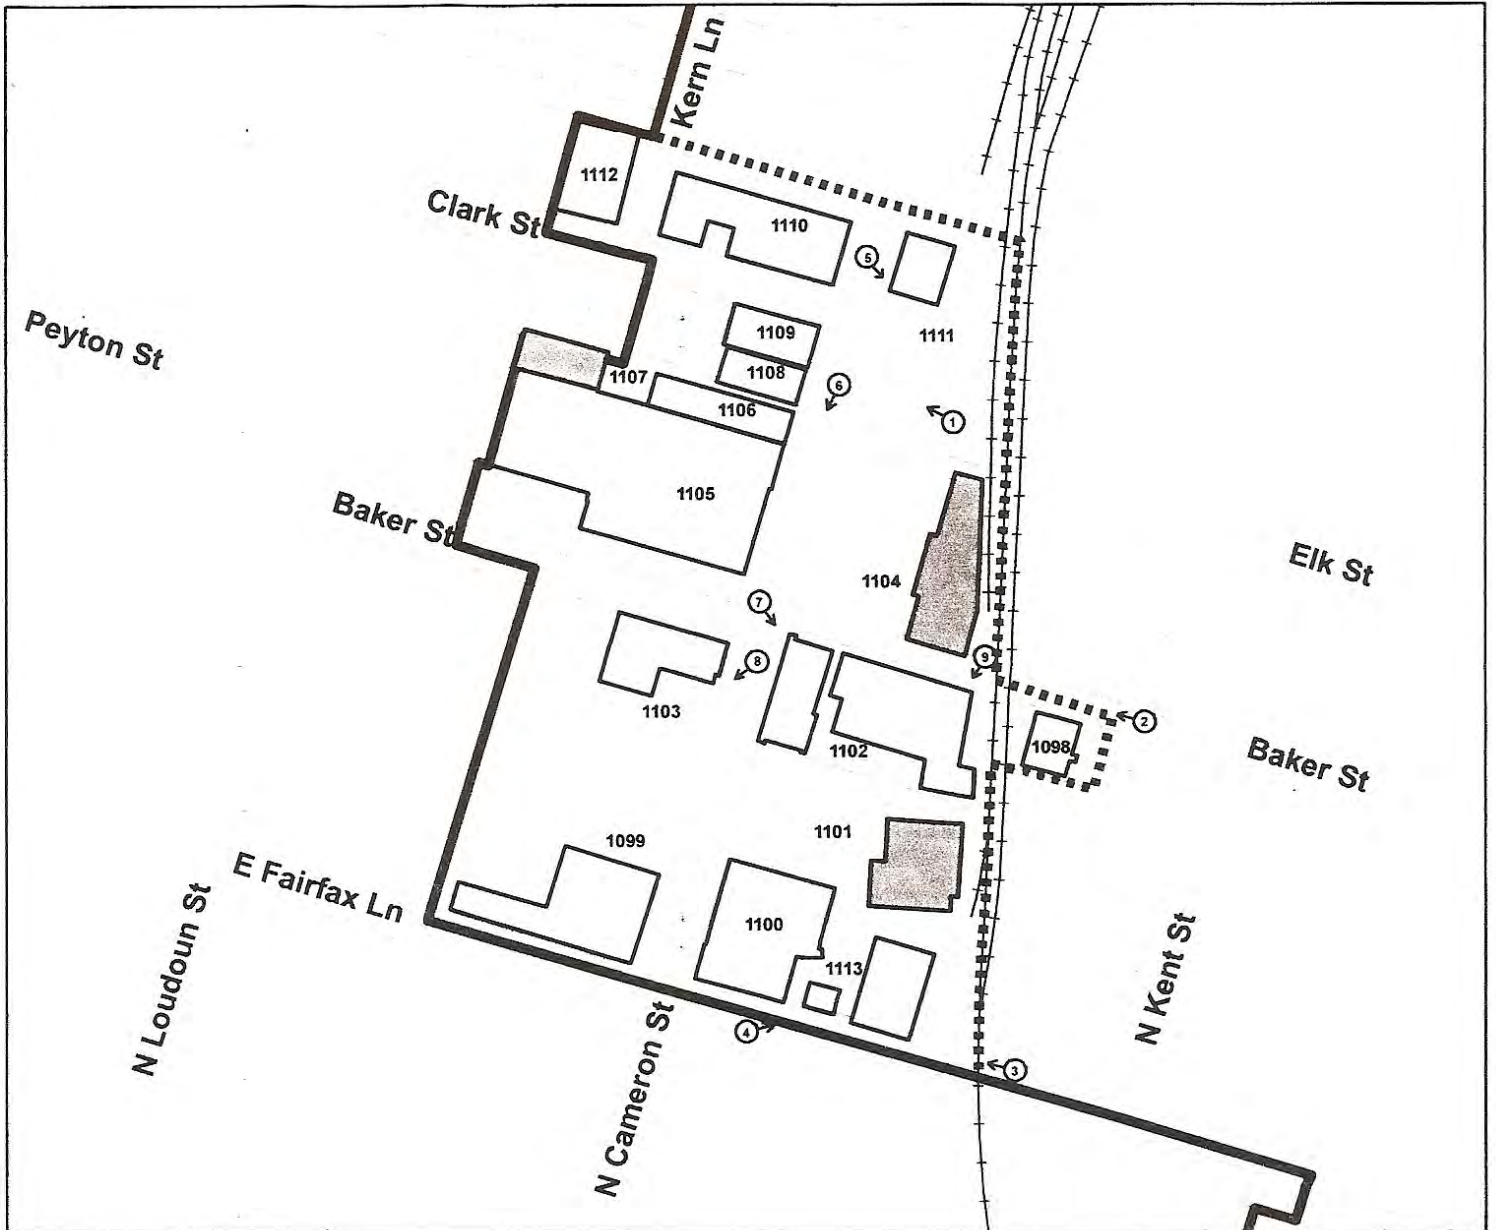 Kern Ln
1112
Clark St
1110
5
Peyton St
1109
1111
1107
1108
6
1106
1
1105
Baker St
Elk St
1104
7
8
9
1103
2
1102
1098
Baker St
1101
1099
E Fairfax Ln
N Loudoun St
1100
1113
N Kent St
4
N Cameron St
3